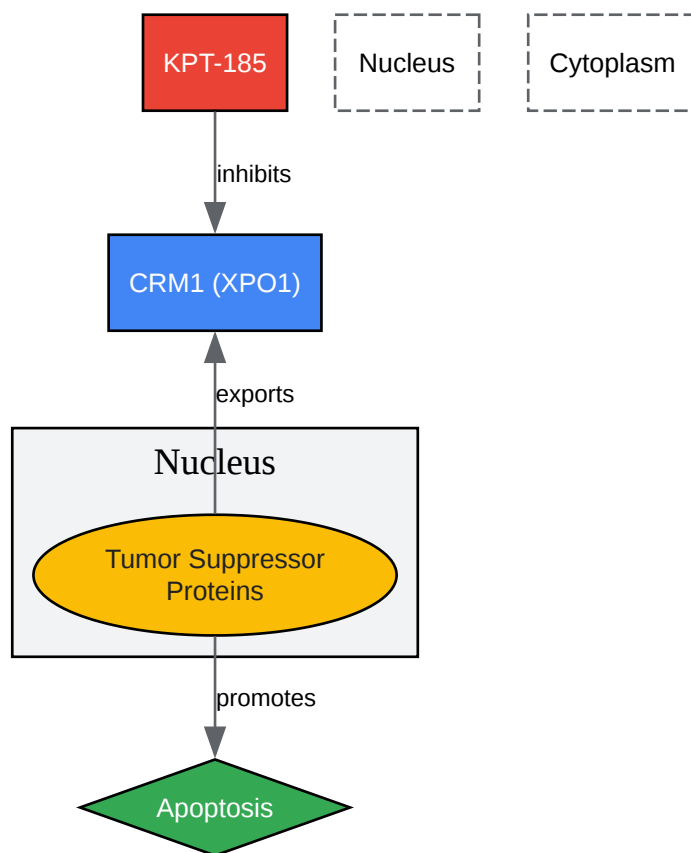 KPT-185
Nucleus
Cytoplasm
inhibits
CRM1 (XPO1)
exports
Nucleus
Tumor Suppressor
Proteins
promotes
Apoptosis